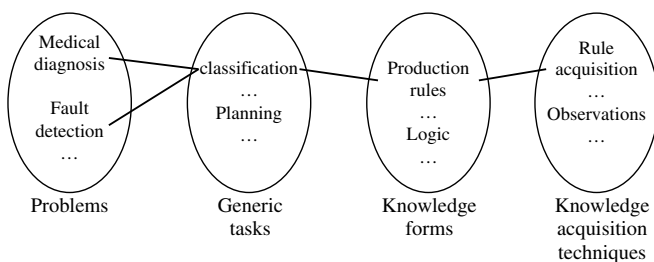 Medical
diagnosis
Fault
detection
…
Problems
classification
…
Planning
…
Generic
tasks
Production
rules
…
Logic
…
Knowledge
forms
Rule
acquisition
…
Observations
…
Knowledge
acquisition
techniques